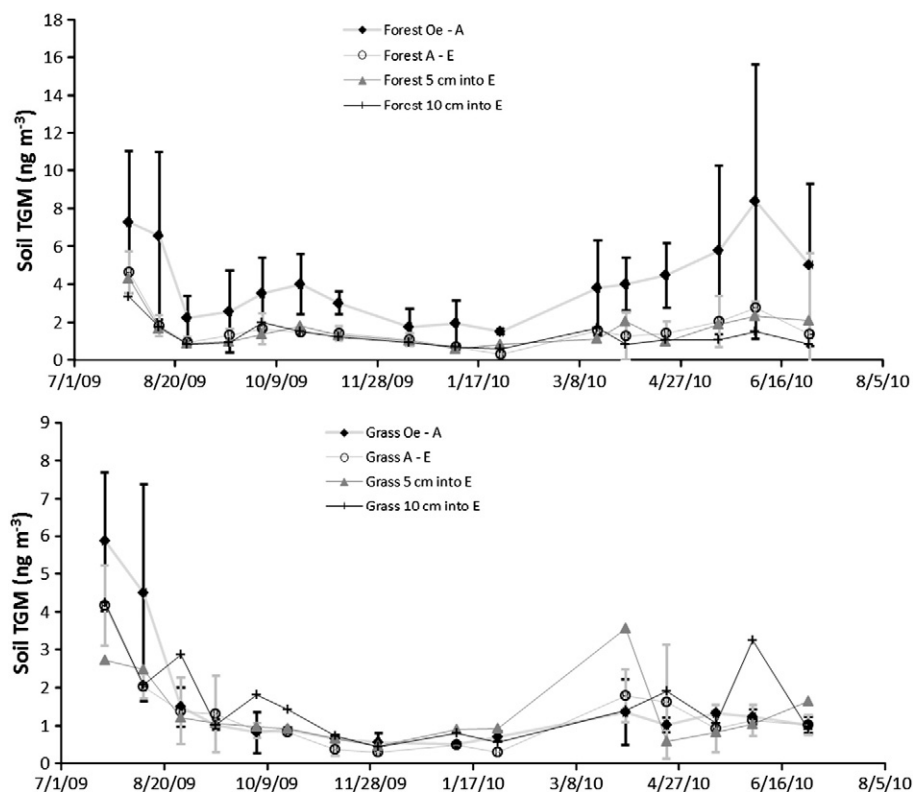 18
16
14
12
10
8
6
4
2
0
Soil TGM (ng m-3)
Forest Oe - A
Forest A - E
Forest 5 cm into E
Forest 10 cm into E
7/1/09 8/20/09 10/9/09 11/28/09 1/17/10 3/8/10 4/27/10 6/16/10 8/5/10
9
8
7
6
5
4
3
2
1
0
Soil TGM (ng m-3)
Grass Oe - A
Grass A - E
Grass 5 cm into E
Grass 10 cm into E
7/1/09 8/20/09 10/9/09 11/28/09 1/17/10 3/8/10 4/27/10 6/16/10 8/5/10